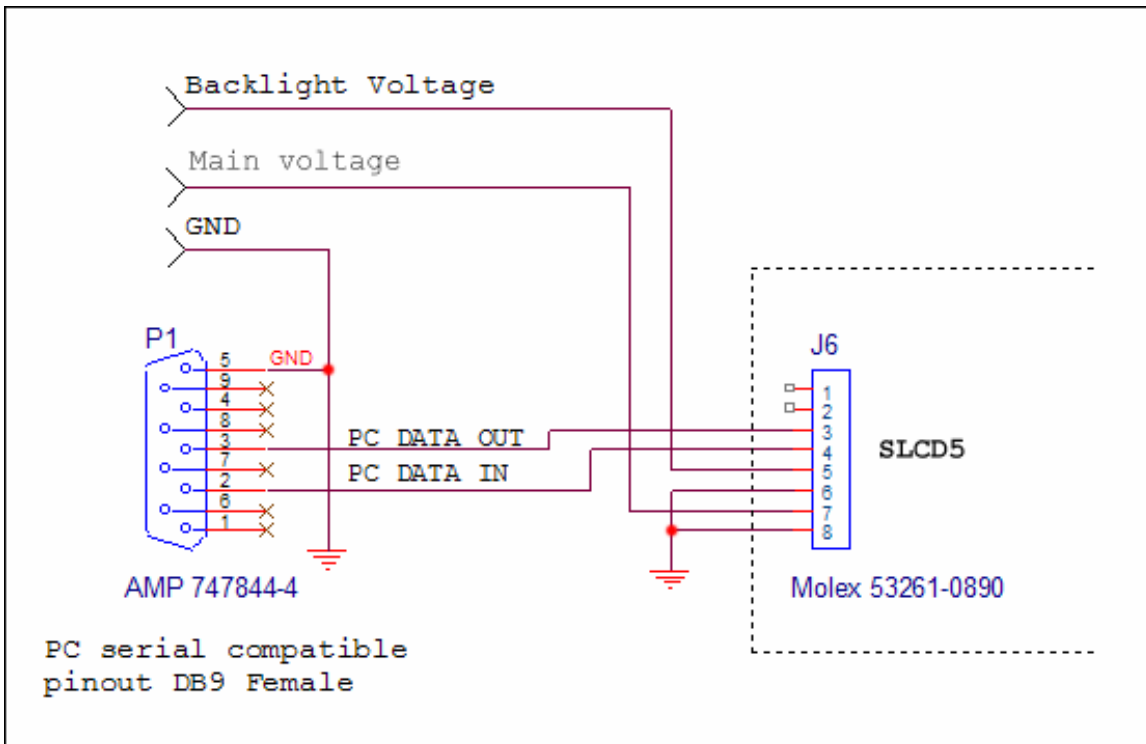 Backlight Voltage
Main voltage
GND
P1
5
GND
9
4
8
3
PC DATA OUT
7
PC DATA IN
2
6
1
AMP 747844-4
PC serial compatible
pinout DB9 Female
J6
1
2
3
4
5
6
7
8
SLCD5
Molex 53261-0890